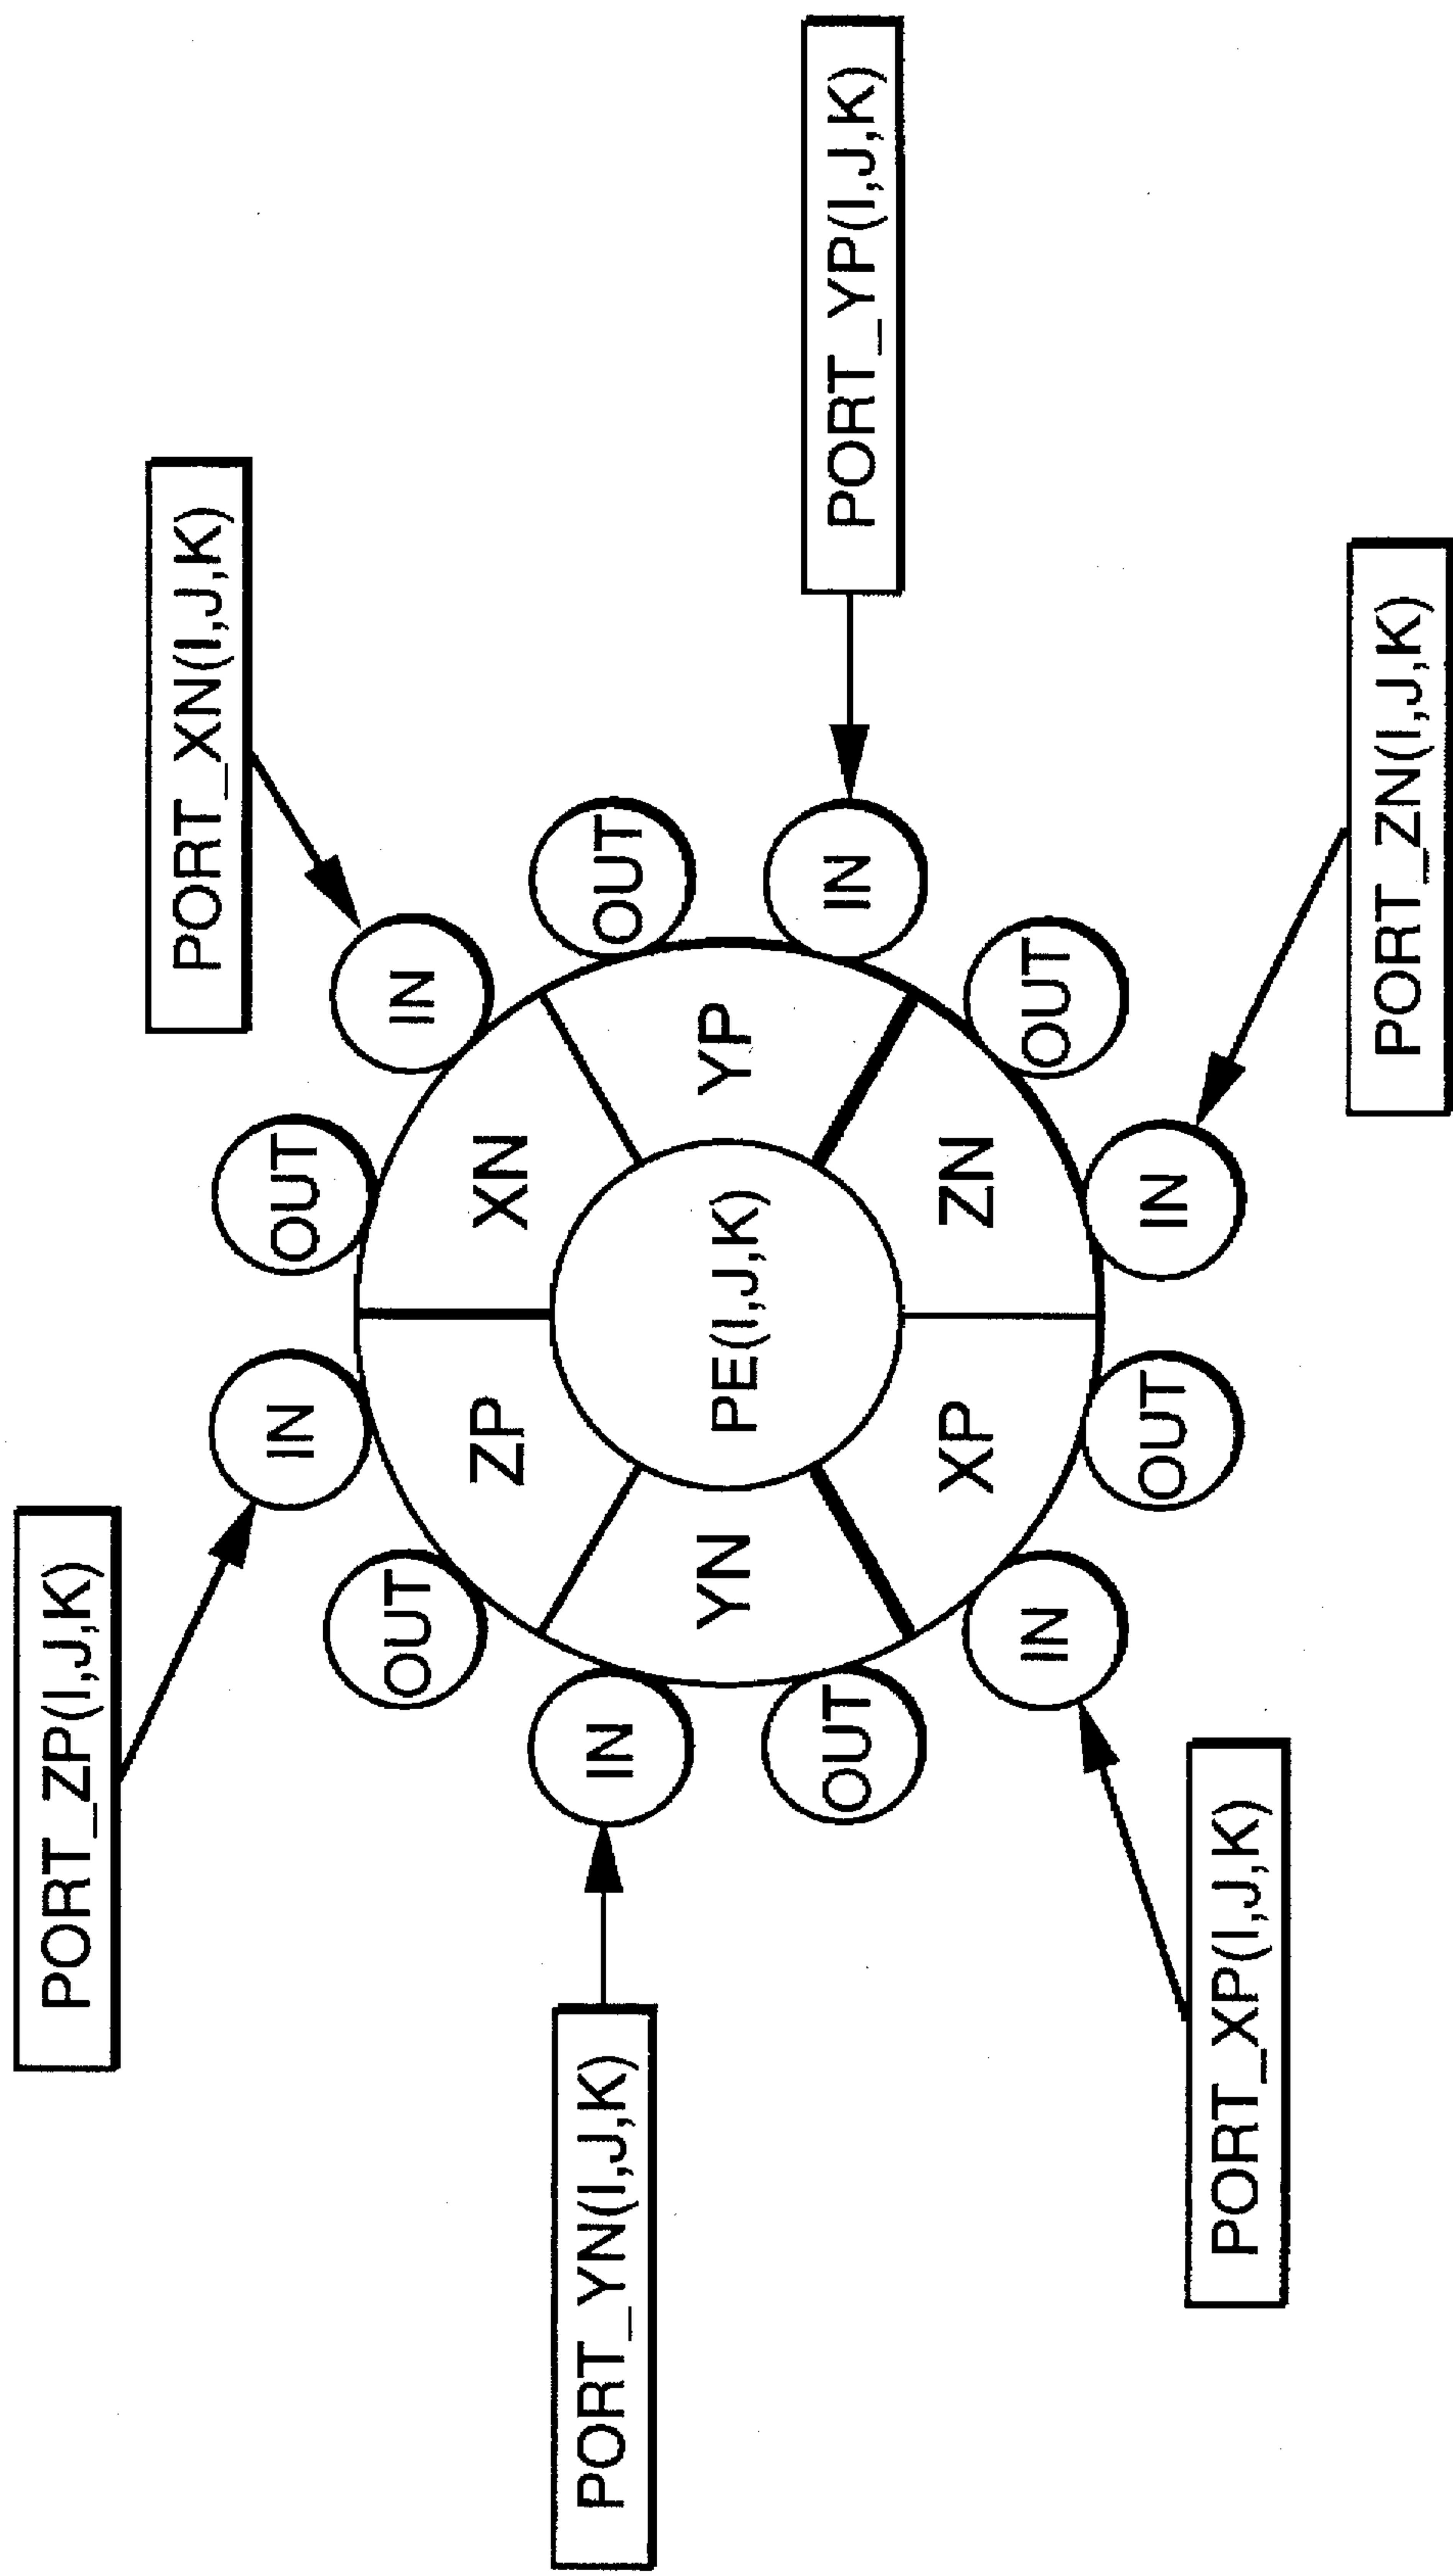 PORT_ZP(I,J,K)
PORT_XN(I,J,K)
IN
OUT
OUT
IN
ZP
XN
PORT_YN(I,J,K)
IN
OUT
YN
PE(I,J,K)
YP
OUT
IN
PORT_YP(I,J,K)
XP
ZN
IN
OUT
OUT
IN
PORT_XP(I,J,K)
PORT_ZN(I,J,K)